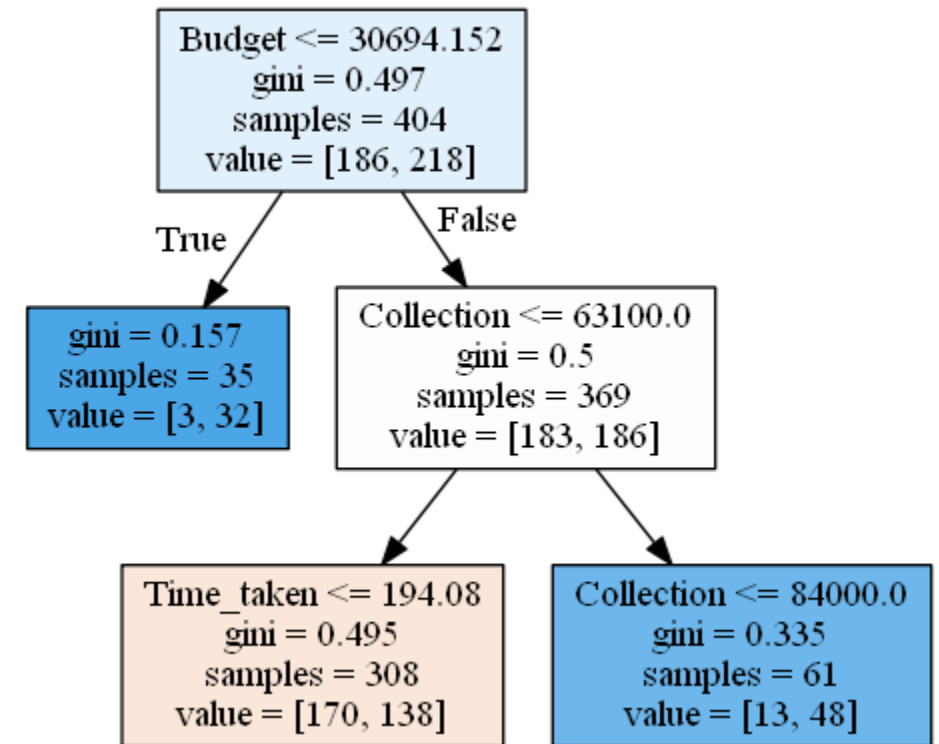 Budget <= 30694.152
gini = 0.497
samples = 404
value = [186, 218]
True
False
gini = 0.157
samples = 35
value = [3, 32]
Collection <= 63100.0
gini = 0.5
samples = 369
value = [183, 186]
Time_taken <= 194.08
gini = 0.495
samples = 308
value = [170, 138]
Collection <= 84000.0
gini = 0.335
samples = 61
value = [13, 48]